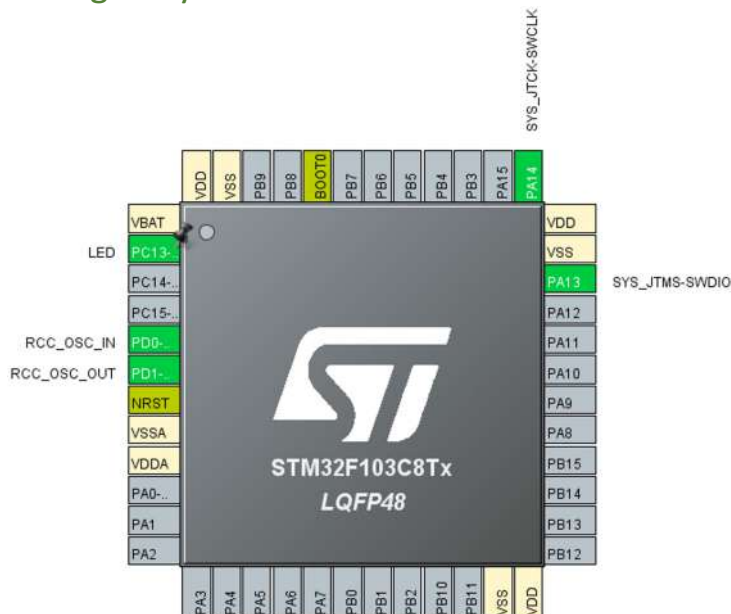 SYS_JTCK-SWCLK
VDD
VSS
PB9
PB8
BOOT0
PB7
PB6
PB5
PB4
PB3
PA15
PA14
VBAT
LED PC13-..
PC14-..
PC15-..
RCC_OSC_IN PD0-..
RCC_OSC_OUT PD1-..
NRST
VSSA
VDDA
PA0-..
PA1
PA2
VDD
VSS
PA13 SYS_JTMS-SWDIO
PA12
PA11
PA10
PA9
PA8
PB15
PB14
PB13
PB12
ST
STM32F103C8Tx
LQFP48
PA3
PA4
PA5
PA6
PA7
PB0
PB1
PB2
PB10
PB11
VSS
VDD